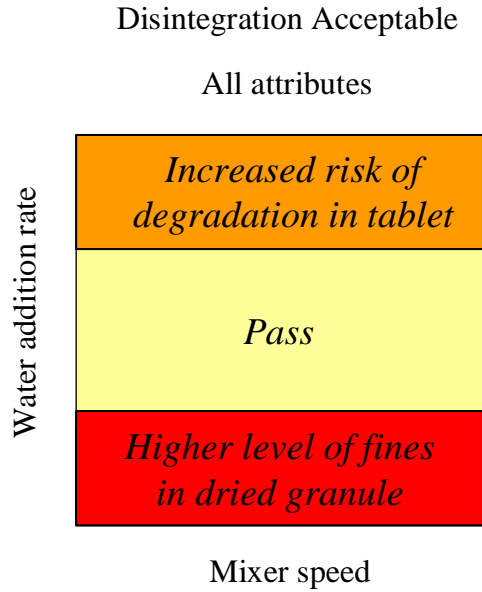 Disintegration Acceptable
All attributes
Increased risk of
degradation in tablet
Water addition rate
Pass
Higher level of fines
in dried granule
Mixer speed